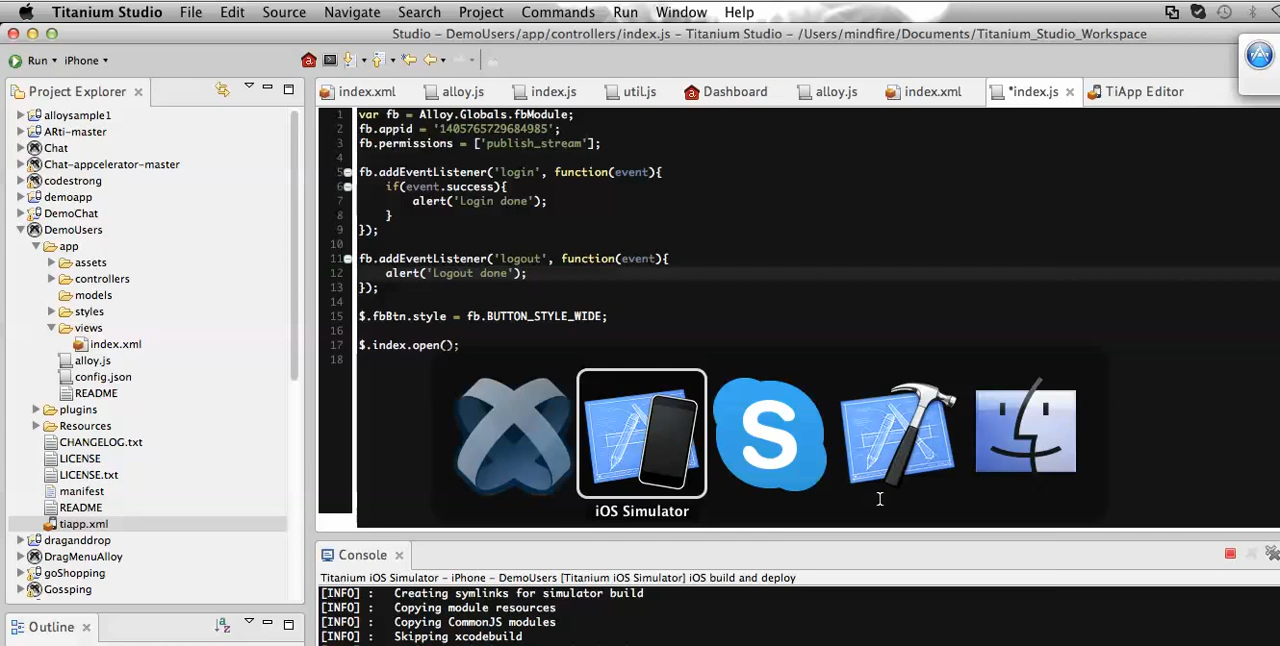 Titanium Studio File Edit Source Navigate Search Project Commands Run Window Help
Studio – DemoUsers/app/controllers/index.js – Titanium Studio – /Users/mindfire/Documents/Titanium_Studio_Workspace
Run iPhone
Project Explorer
index.xml alloy.js index.js util.js Dashboard alloy.js index.xml *index.js TiApp Editor
alloysample1
ARti-master
Chat
Chat-appcelerator-master
codestrong
demoapp
DemoChat
DemoUsers
app
assets
controllers
models
styles
views
index.xml
alloy.js
config.json
README
plugins
Resources
CHANGELOG.txt
LICENSE
LICENSE.txt
manifest
README
tiapp.xml
draganddrop
DragMenuAlloy
goShopping
Gossping
Outline
1 var fb = Alloy.Globals.fbModule;
2 fb.appid = '1405765729684985';
3 fb.permissions = ['publish_stream'];
4
5 fb.addEventListener('login', function(event){
6 if(event.success){
7 alert('Login done');
8 }
9 });
10
11 fb.addEventListener('logout', function(event){
12 alert('Logout done');
13 });
14
15 $.fbBtn.style = fb.BUTTON_STYLE_WIDE;
16
17 $.index.open();
18
S
iOS Simulator
Console
Titanium iOS Simulator - iPhone - DemoUsers [Titanium iOS Simulator] iOS build and deploy
[INFO] : Creating symlinks for simulator build
[INFO] : Copying module resources
[INFO] : Copying CommonJS modules
[INFO] : Skipping xcodebuild